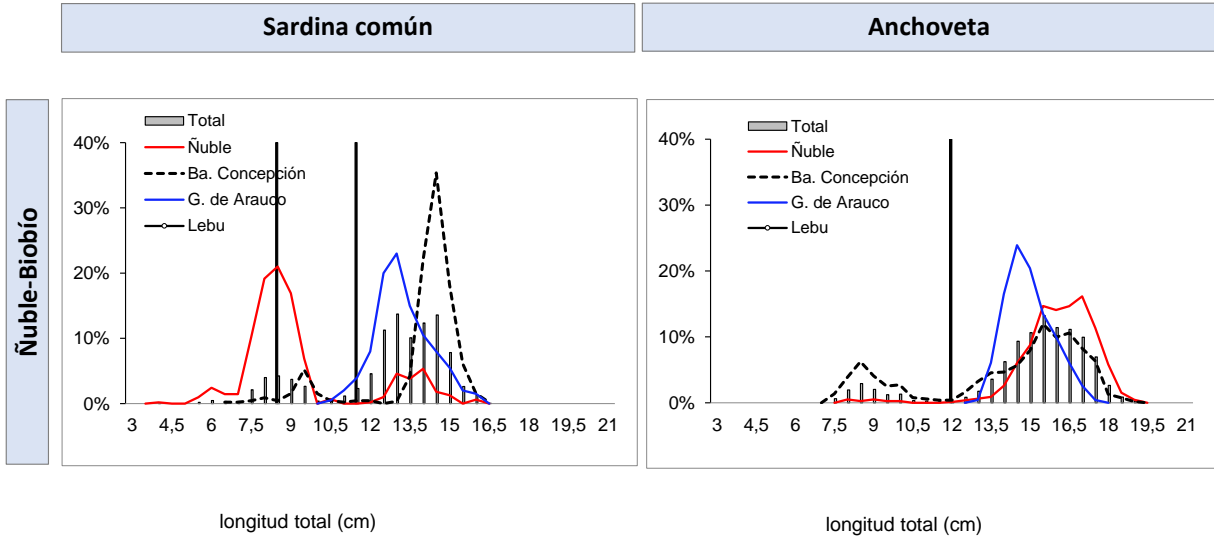 Sardina común
Anchoveta
Ñuble-Biobío
Total
Ñuble
Ba. Concepción
G. de Arauco
Lebu
40%
30%
20%
10%
0%
3 4,5 6 7,5 9 10,5 12 13,5 15 16,5 18 19,5 21
longitud total (cm)
Total
Ñuble
Ba. Concepción
G. de Arauco
Lebu
40%
30%
20%
10%
0%
3 4,5 6 7,5 9 10,5 12 13,5 15 16,5 18 19,5 21
longitud total (cm)